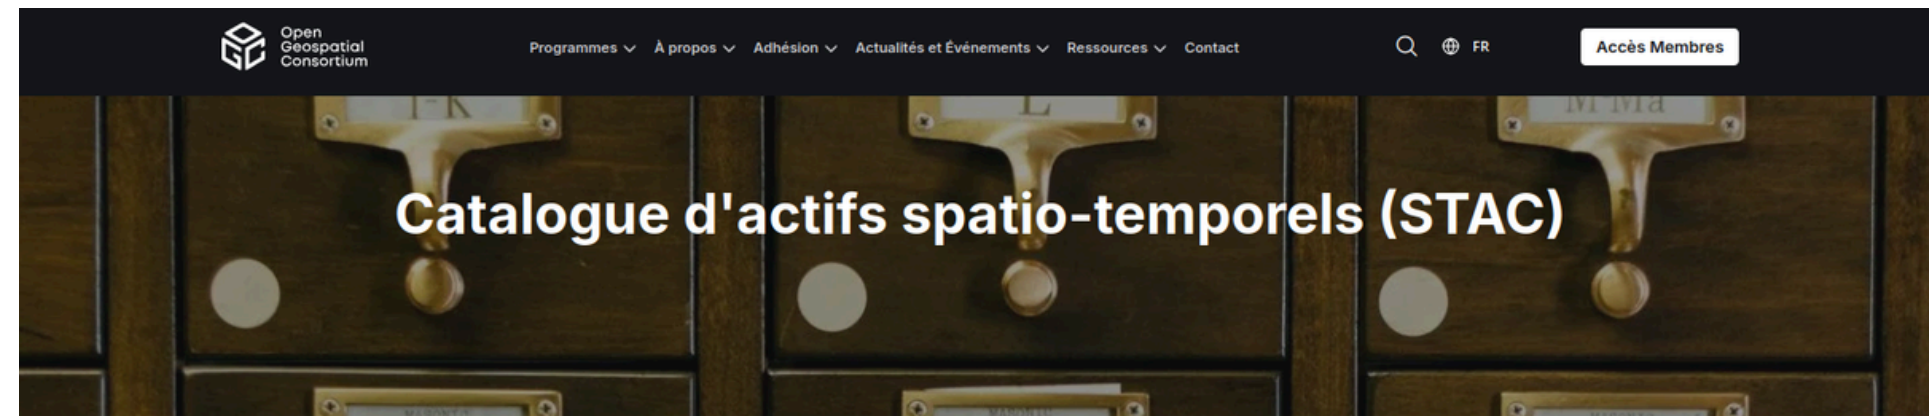 Open
Geospatial
Consortium
Programmes À propos Adhésion Actualités et Événements Ressources Contact
FR
Accès Membres
I-K
L
M Ma
Catalogue d'actifs spatio-temporels (STAC)